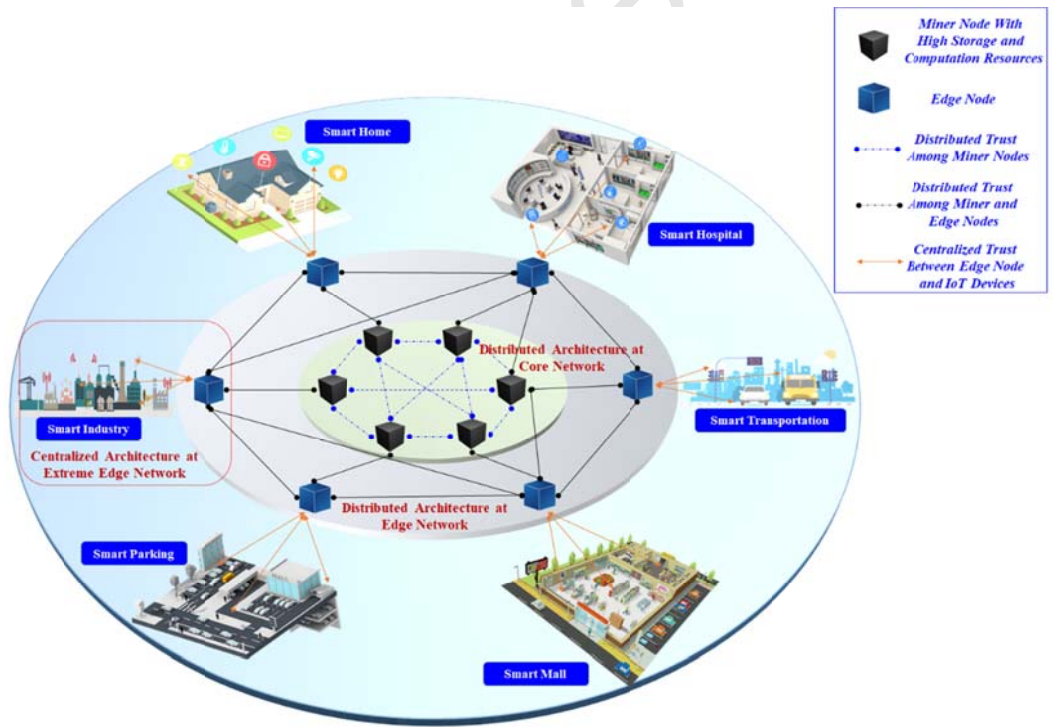 Miner Node With
High Storage and
Computation Resources
Edge Node
Distributed Trust
Among Miner Nodes
Distributed Trust
Among Miner and
Edge Nodes
Centralized Trust
Between Edge Node
and IoT Devices
Smart Home
Smart Hospital
Distributed Architecture at
Core Network
Smart Industry
Centralized Architecture at
Extreme Edge Network
Smart Transportation
Distributed Architecture at
Edge Network
Smart Parking
Smart Mall